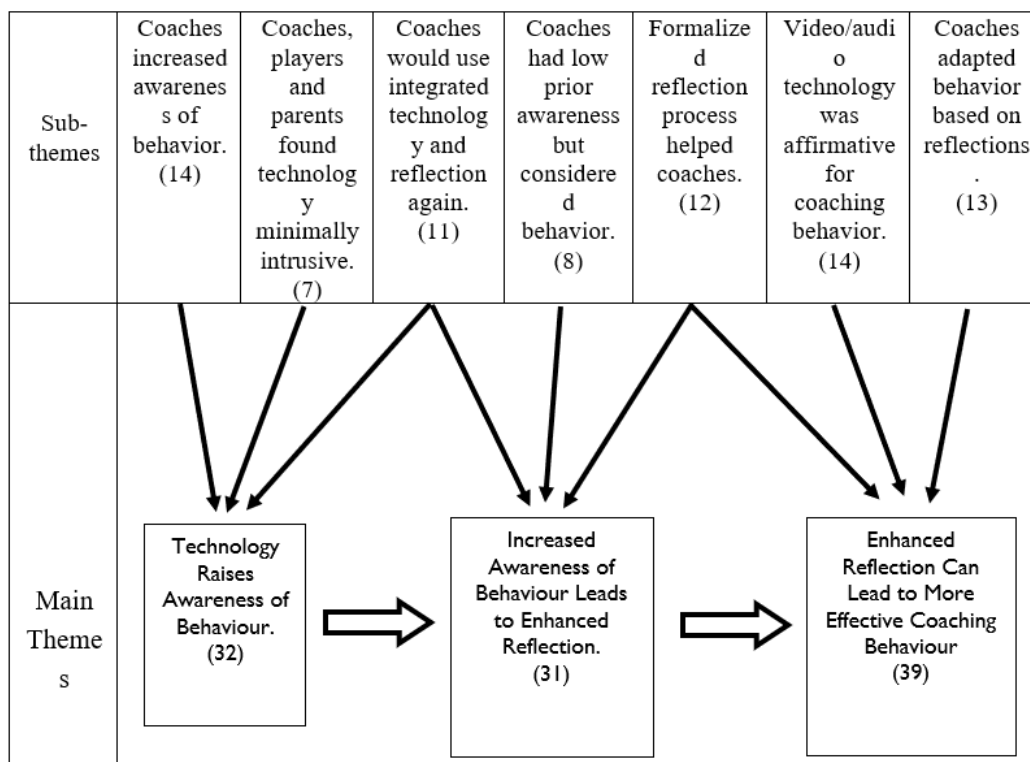 Sub-
themes
Coaches
increased
awarenes
s of
behavior.
(14)
Coaches,
players
and
parents
found
technolog
y
minimally
intrusive.
(7)
Coaches
would use
integrated
technolog
y and
reflection
again.
(11)
Coaches
had low
prior
awareness
but
considere
d
behavior.
(8)
Formalize
d
reflection
process
helped
coaches.
(12)
Video/audi
o
technology
was
affirmative
for
coaching
behavior.
(14)
Coaches
adapted
behavior
based on
reflections
.
(13)
Main
Theme
s
Technology
Raises
Awareness of
Behaviour.
(32)
Increased
Awareness of
Behaviour Leads
to Enhanced
Reflection.
(31)
Enhanced
Reflection Can
Lead to More
Effective Coaching
Behaviour
(39)